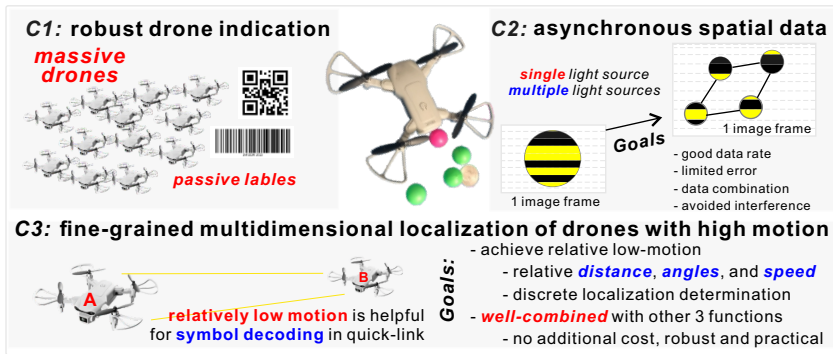 C1: robust drone indication
massive
drones
passive lables
C2: asynchronous spatial data
single light source
multiple light sources
Goals
1 image frame
1 image frame
- good data rate
- limited error
- data combination
- avoided interference
C3: fine-grained multidimensional localization of drones with high motion
A
B
relatively low motion is helpful
for symbol decoding in quick-link
Goals:
- achieve relative low-motion
- relative distance, angles, and speed
- discrete localization determination
- well-combined with other 3 functions
- no additional cost, robust and practical